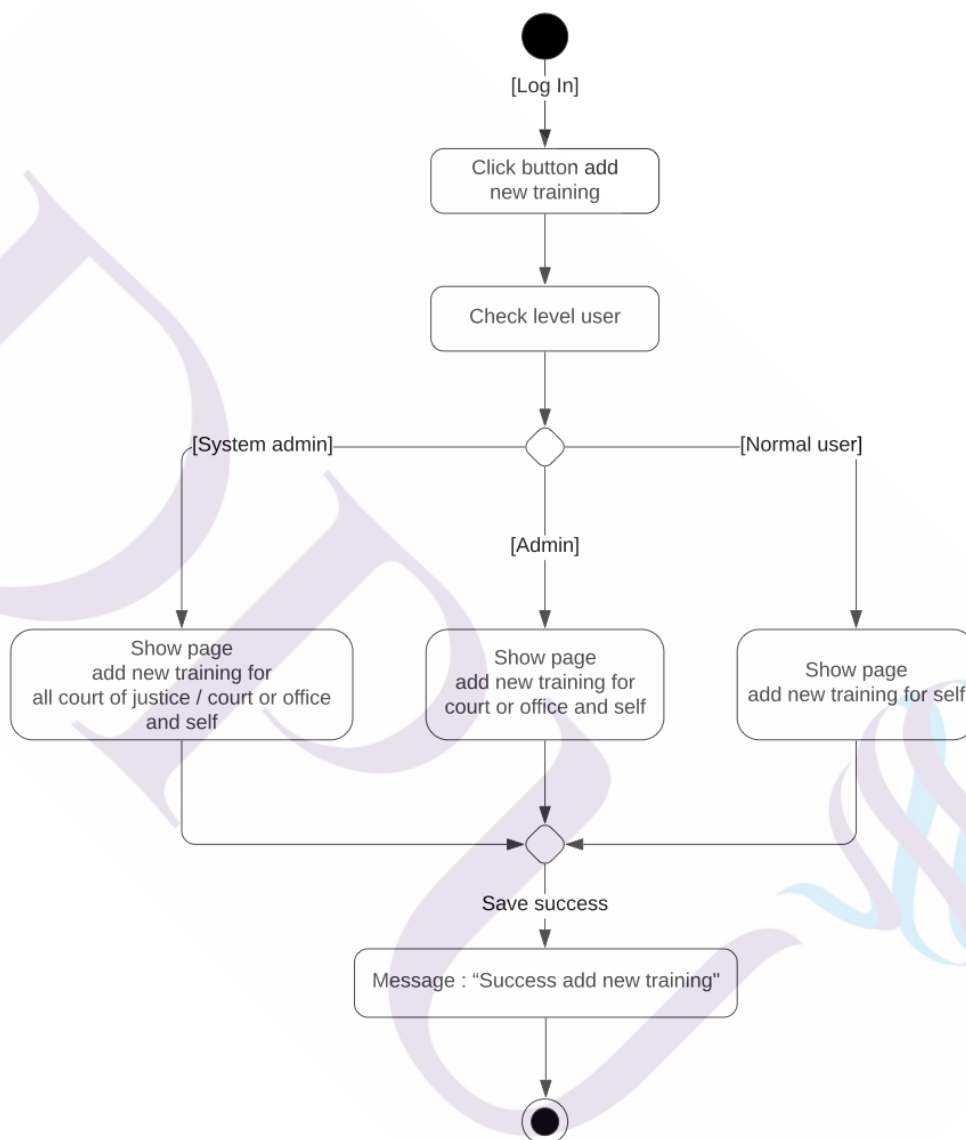 [Log In]
Click button add
new training
Check level user
[System admin]
[Normal user]
[Admin]
Show page
add new training for
all court of justice / court or office
and self
Show page
add new training for
court or office and self
Show page
add new training for self
Save success
Message : “Success add new training"